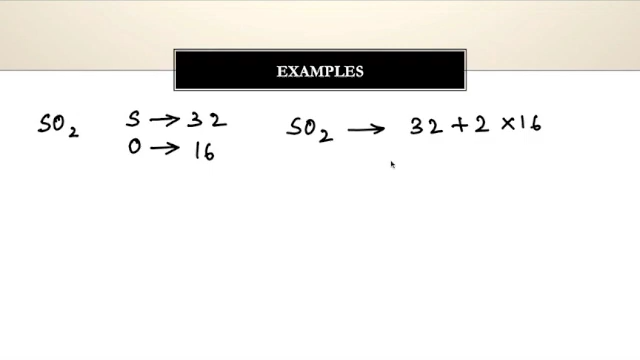 EXAMPLES
SO₂ S → 32 SO₂ → 32 + 2 × 16
O → 16